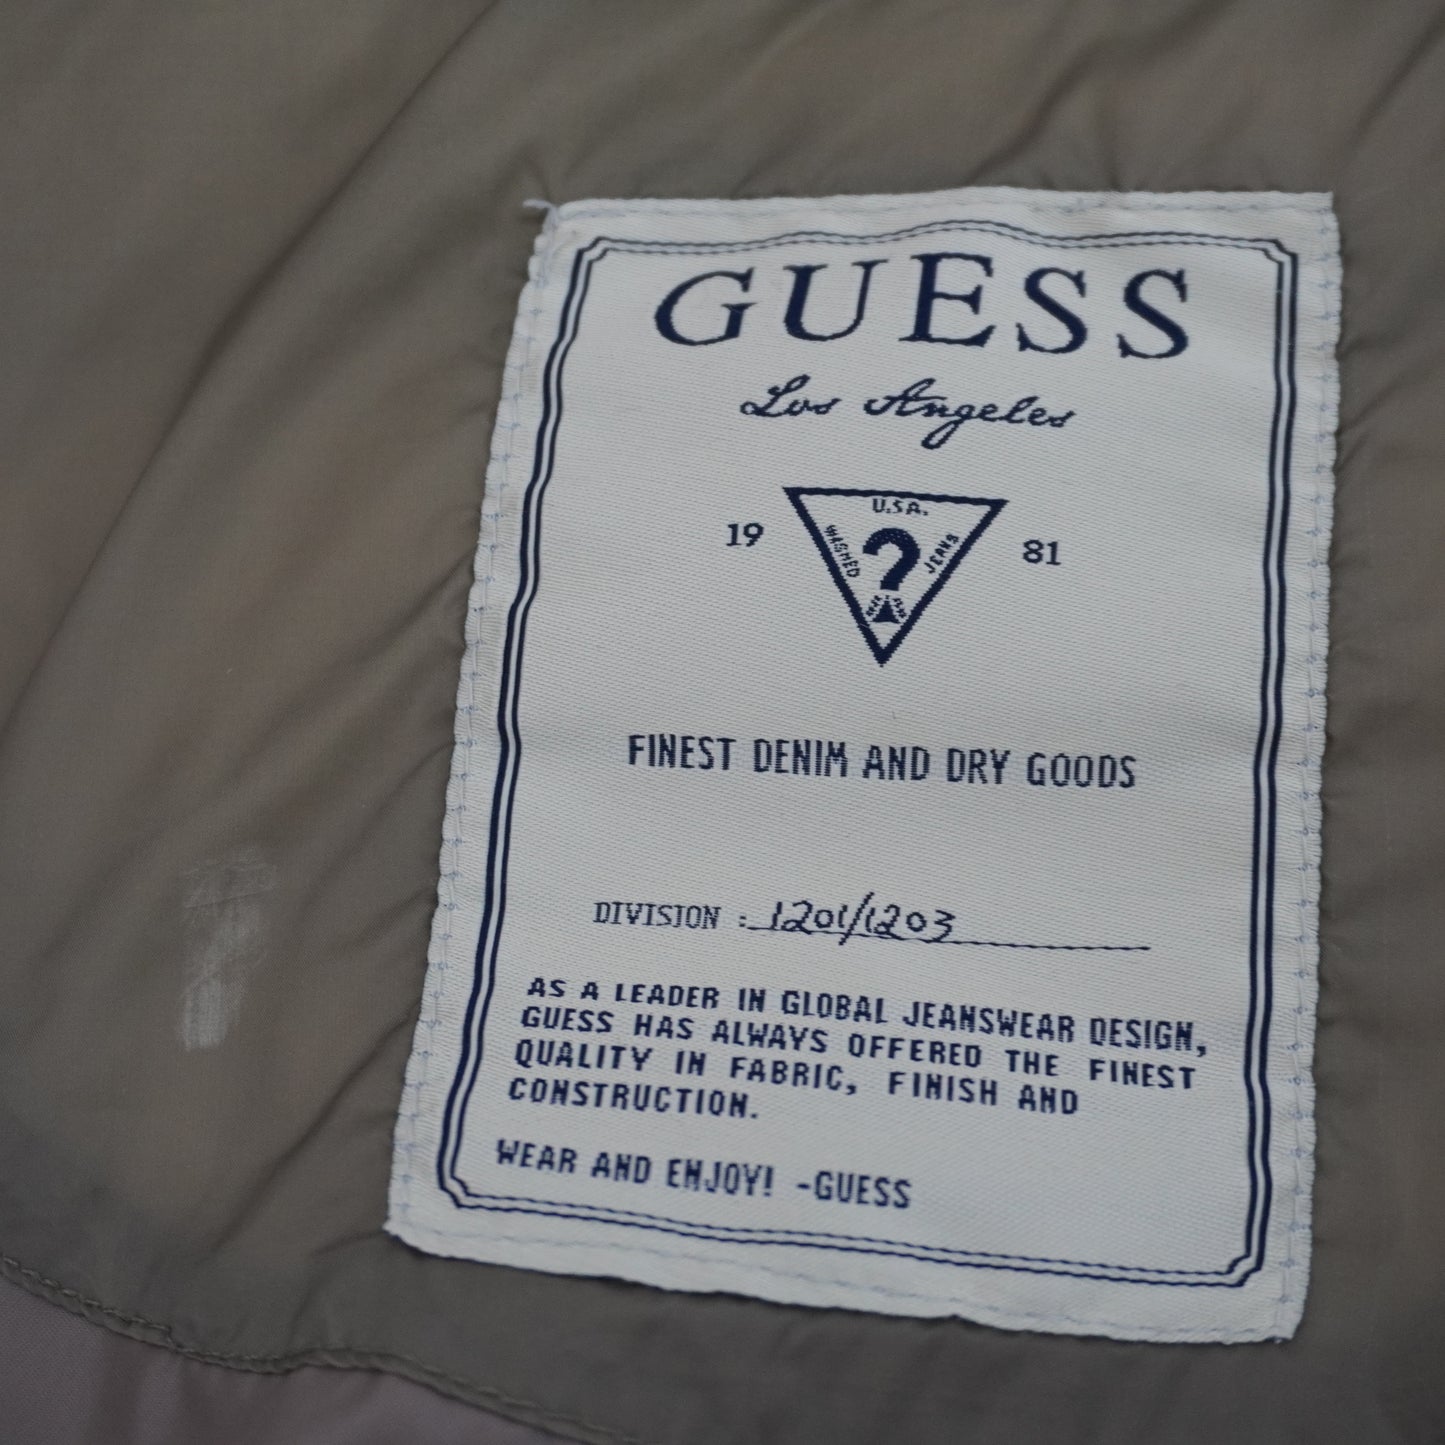 GUESS
Los Angeles
19 U.S.A. 81
WASHED ? JEANS
FINEST DENIM AND DRY GOODS
DIVISION : 1201/1203
AS A LEADER IN GLOBAL JEANSWEAR DESIGN,
GUESS HAS ALWAYS OFFERED THE FINEST
QUALITY IN FABRIC, FINISH AND
CONSTRUCTION.
WEAR AND ENJOY! -GUESS